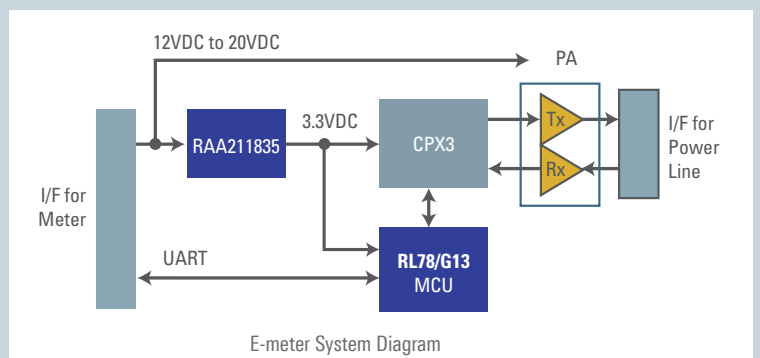 12VDC to 20VDC
PA
3.3VDC
RAA211835
CPX3
Tx
Rx
I/F for
Power
Line
I/F for
Meter
UART
RL78/G13
MCU
E-meter System Diagram